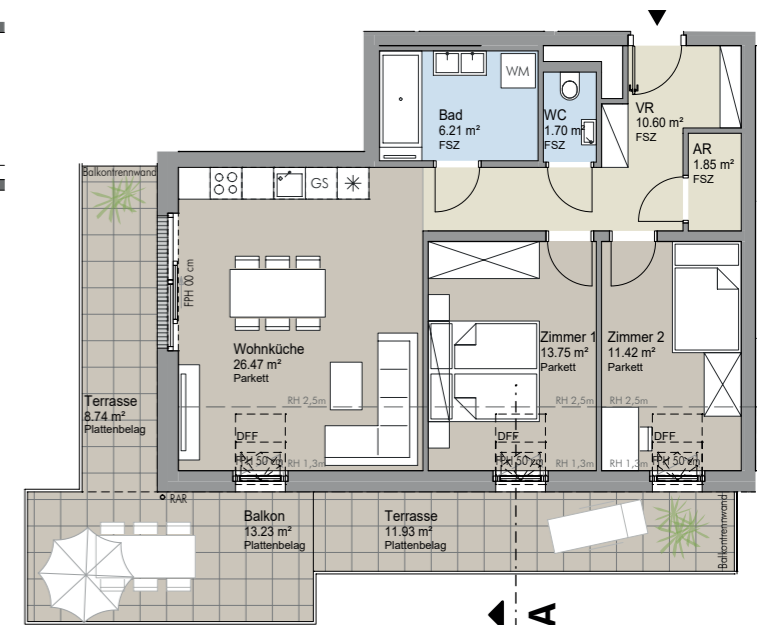 WM
Bad
6.21 m²
FSZ
WC
1.70 m²
FSZ
VR
10.60 m²
FSZ
AR
1.85 m²
FSZ
Balkontrennwand
GS
FPH 00 cm
Wohnküche
26.47 m²
Parkett
Zimmer 1
13.75 m²
Parkett
Zimmer 2
11.42 m²
Parkett
Terrasse
8.74 m²
Plattenbelag
RH 2,5m
RH 2,5m
RH 2,5m
DFF
DFF
DFF
FPH 50 cm
RH 1,3m
FPH 50 cm
RH 1,3m
RH 1,3m
FPH 50 cm
RAR
Balkon
13.23 m²
Plattenbelag
Terrasse
11.93 m²
Plattenbelag
Balkontrennwand
A